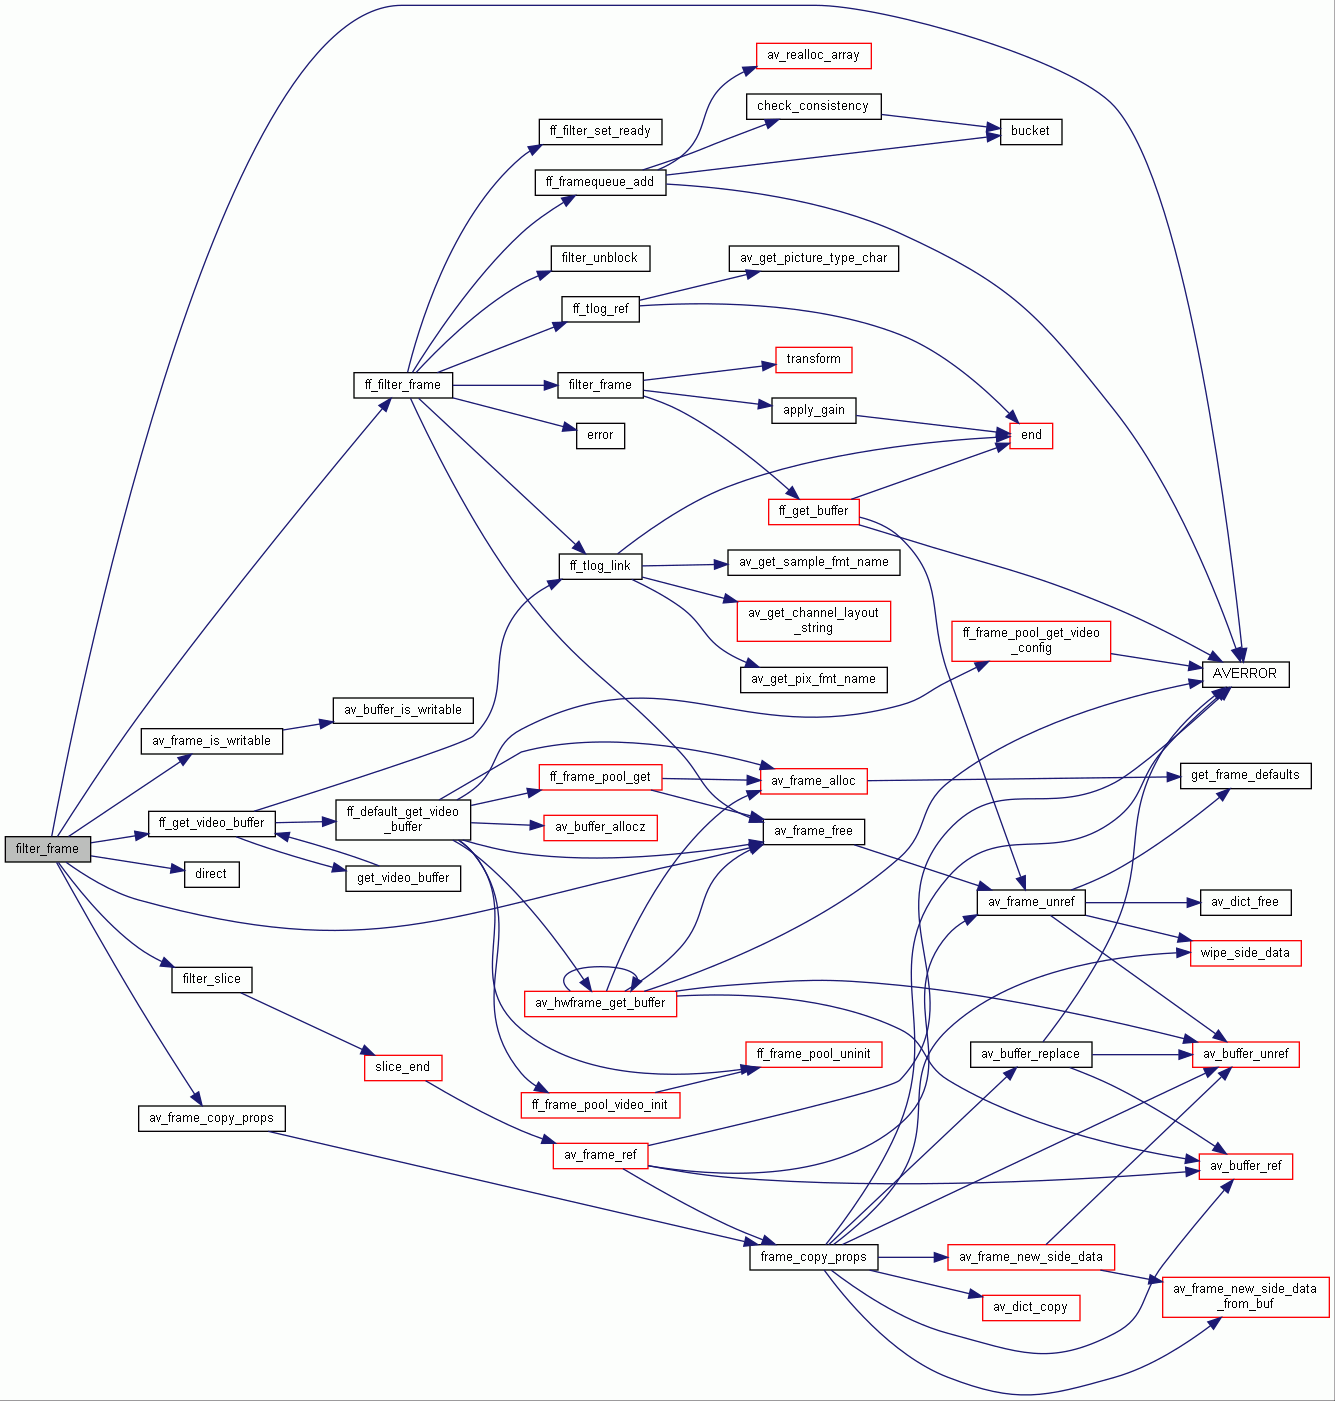 av_realloc_array
check_consistency
ff_filter_set_ready
bucket
ff_framequeue_add
filter_unblock
av_get_picture_type_char
ff_tlog_ref
transform
ff_filter_frame
filter_frame
apply_gain
error
end
ff_get_buffer
ff_tlog_link
av_get_sample_fmt_name
av_get_channel_layout
_string
ff_frame_pool_get_video
_config
av_get_pix_fmt_name
AVERROR
av_buffer_is_writable
av_frame_is_writable
ff_frame_pool_get
av_frame_alloc
get_frame_defaults
ff_get_video_buffer
ff_default_get_video
_buffer
av_buffer_allocz
av_frame_free
filter_frame
direct
get_video_buffer
av_frame_unref
av_dict_free
wipe_side_data
filter_slice
av_hwframe_get_buffer
slice_end
ff_frame_pool_uninit
av_buffer_replace
av_buffer_unref
ff_frame_pool_video_init
av_frame_copy_props
av_frame_ref
av_buffer_ref
frame_copy_props
av_frame_new_side_data
av_dict_copy
av_frame_new_side_data
_from_buf